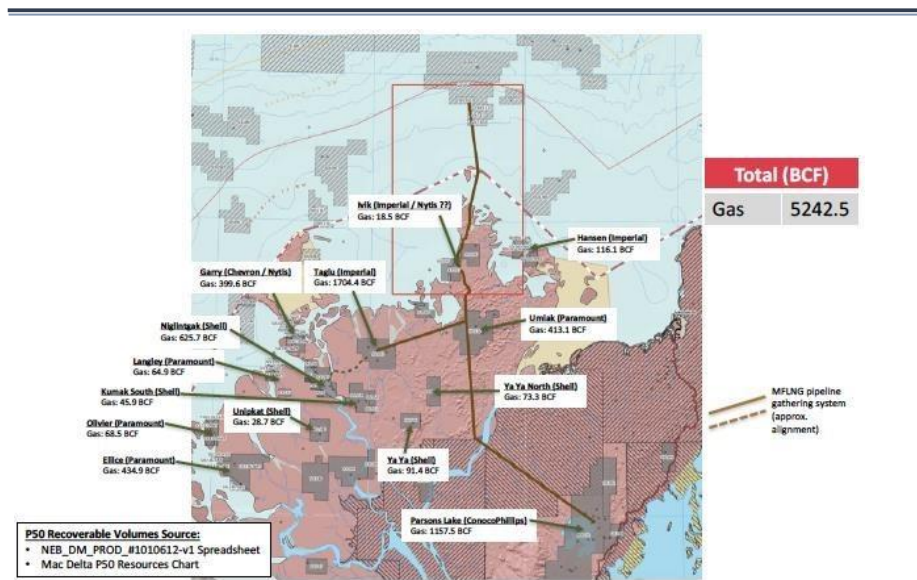 Total (BCF)
Gas 5242.5
Ivik (Imperial / Nytis ??)
Gas: 18.5 BCF
Hansen (Imperial)
Gas: 116.1 BCF
Garry (Chevron / Nytis)
Gas: 399.6 BCF
Taglu (Imperial)
Gas: 1704.4 BCF
Niglintgak (Shell)
Gas: 625.7 BCF
Umiak (Paramount)
Gas: 413.1 BCF
Langley (Paramount)
Gas: 64.9 BCF
Kumak South (Shell)
Gas: 45.9 BCF
Ya Ya North (Shell)
Gas: 73.3 BCF
Unipkat (Shell)
Gas: 28.7 BCF
Olivier (Paramount)
Gas: 68.5 BCF
Ellice (Paramount)
Gas: 434.9 BCF
Ya Ya (Shell)
Gas: 91.4 BCF
Parsons Lake (ConocoPhillips)
Gas: 1157.5 BCF
MFLNG pipeline
gathering system
(approx.
alignment)
P50 Recoverable Volumes Source:
• NEB_DM_PROD_#1010612-v1 Spreadsheet
• Mac Delta P50 Resources Chart